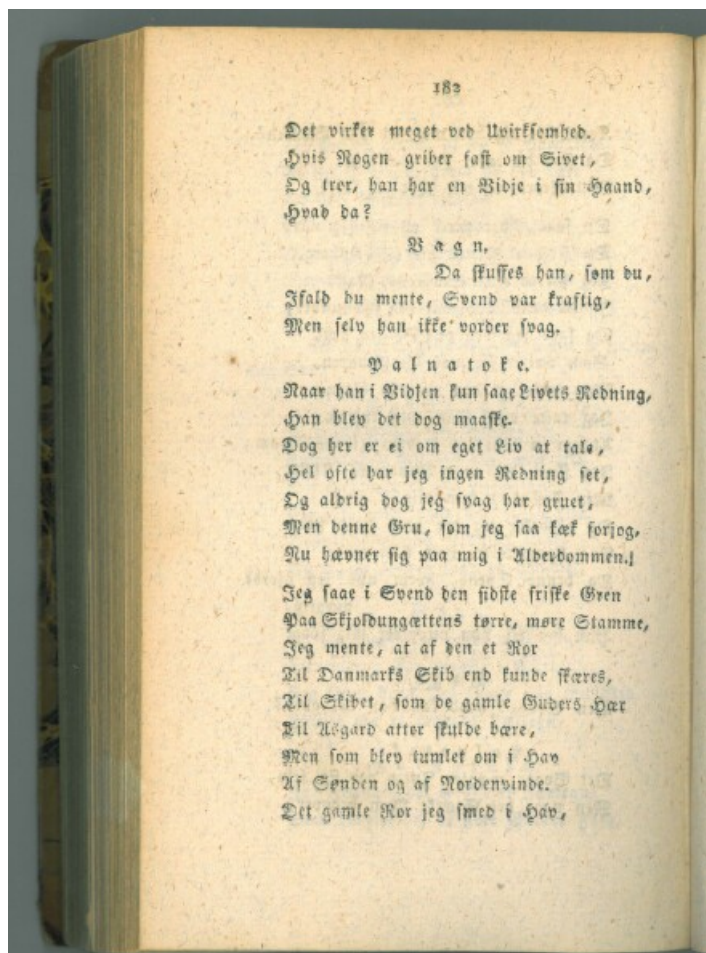 182
Det virker meget ved Uvirksomhed.
Hvis Nogen griber fast om Sivet,
Og troer, han har en Vidje i sin Haand,
Hvad da?
Vagn.
Da skuffes han, som du,
Ifald du mente, Svend var kraftig,
Men selv han ikke vorder svag.
Palnatoke.
Naar han i Vidjen kun saae Livets Redning,
Han blev det dog maaske.
Dog her er ei om eget Liv at tale,
Hel ofte har jeg ingen Redning set,
Og aldrig dog jeg svag har gruet,
Men denne Gru, som jeg saa kæk forjog,
Nu hævner sig paa mig i Alderdommen.
Jeg saae i Svend den sidste friske Green
Paa Skjoldungættens tørre, møre Stamme,
Jeg mente, at af den et Ror
Til Danmarks Skib end kunde skæres,
Til Skibet, som de gamle Guders Hær
Til Asgard atter skulde bære,
Men som blev tumlet om i Hav
Af Sønden og af Nordenvinde.
Det gamle Ror jeg smed i Hav,